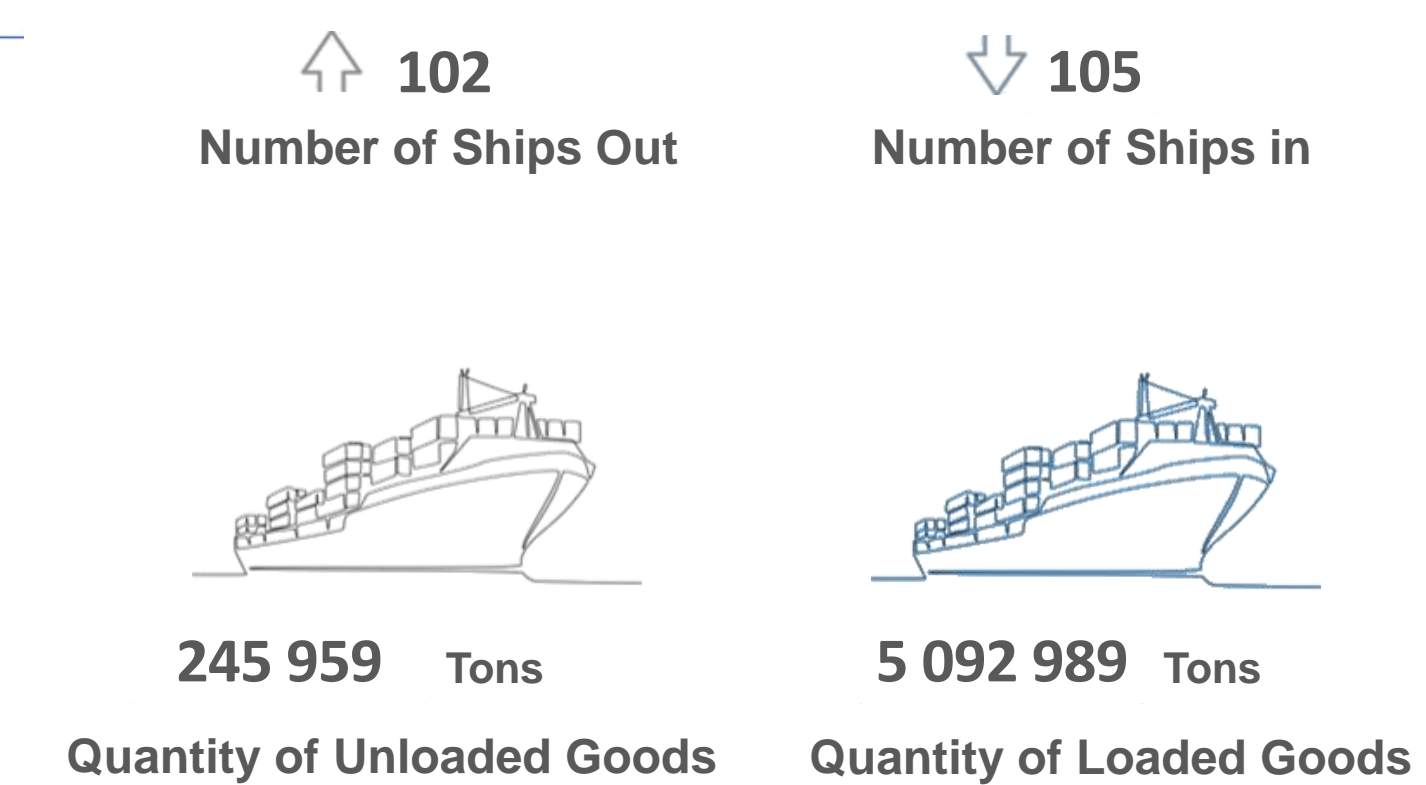 102
Number of Ships Out
105
Number of Ships in
245 959 Tons
Quantity of Unloaded Goods
5 092 989 Tons
Quantity of Loaded Goods